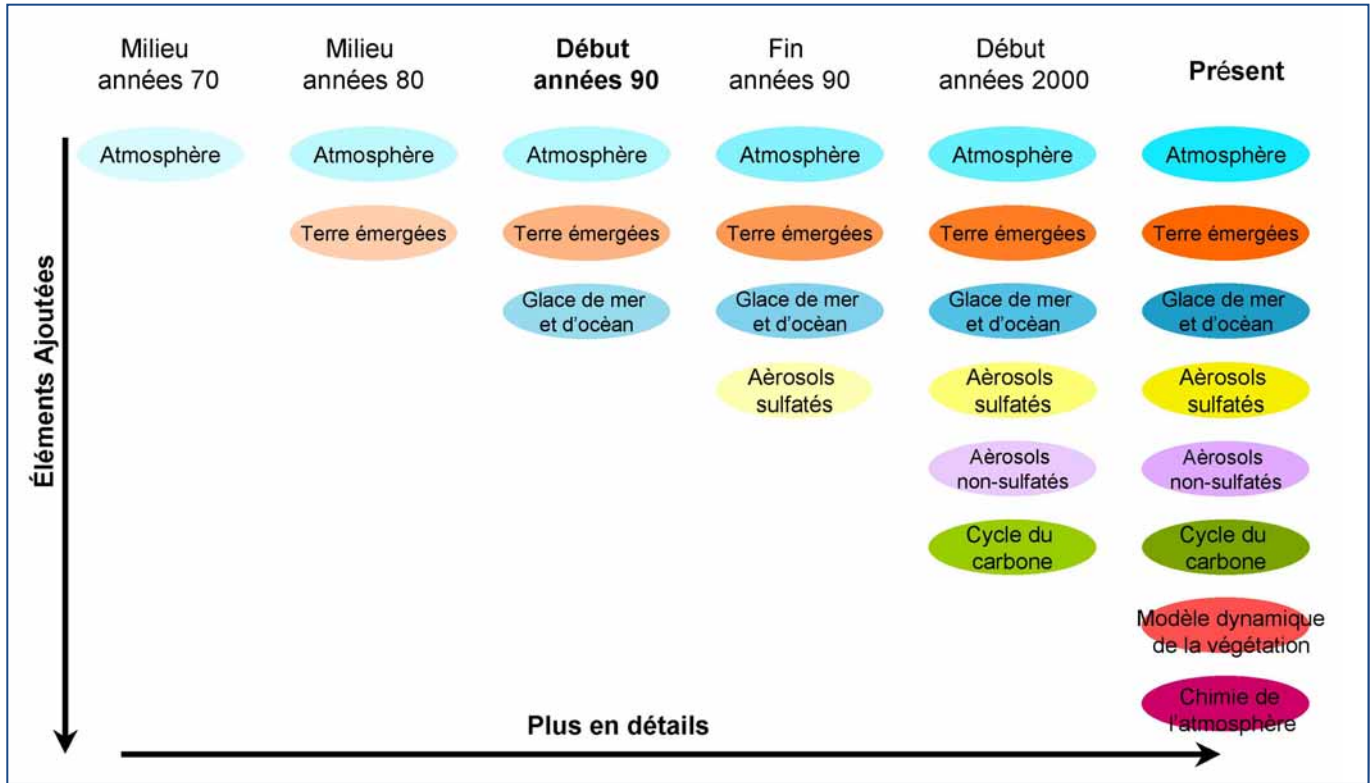 Milieu
années 70
Milieu
années 80
Début
années 90
Fin
années 90
Début
années 2000
Présent
Éléments Ajoutées
Atmosphère
Atmosphère
Atmosphère
Atmosphère
Atmosphère
Atmosphère
Terre émergées
Terre émergées
Terre émergées
Terre émergées
Terre émergées
Glace de mer
et d'ocèan
Glace de mer
et d'ocèan
Glace de mer
et d'ocèan
Glace de mer
et d'ocèan
Aèrosols
sulfatés
Aèrosols
sulfatés
Aèrosols
sulfatés
Aèrosols
non-sulfatés
Aèrosols
non-sulfatés
Cycle du
carbone
Cycle du
carbone
Modèle dynamique
de la végétation
Chimie de
l'atmosphère
Plus en détails